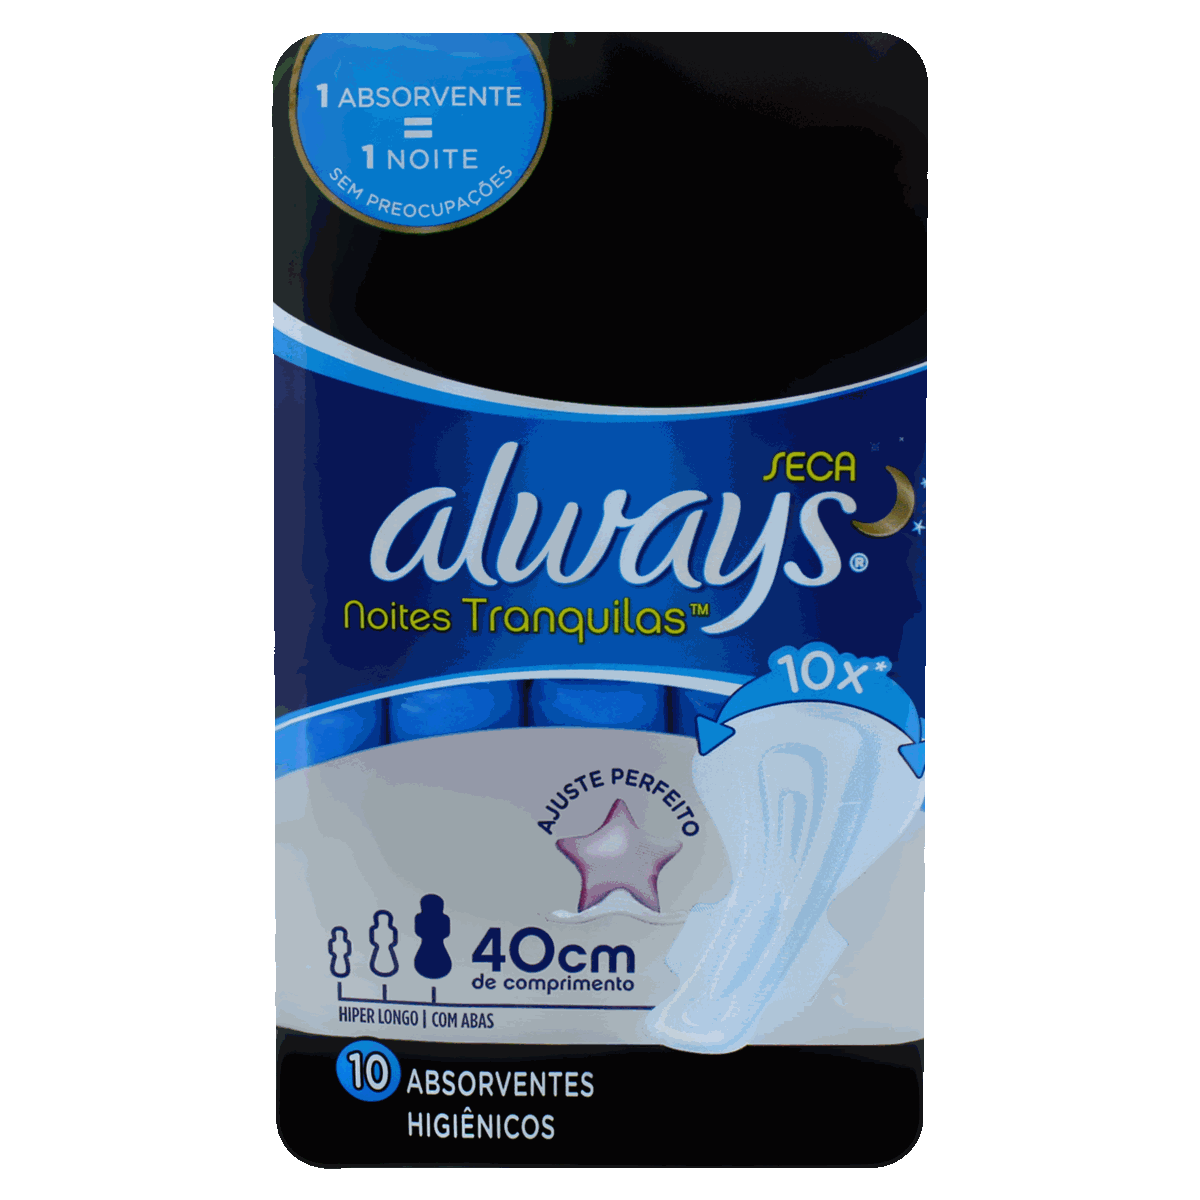 1 ABSORVENTE
=
1 NOITE
SEM PREOCUPAÇÕES
SECA
always®
Noites Tranquilas™
10x*
AJUSTE PERFEITO
40cm
de comprimento
HIPER LONGO | COM ABAS
10 ABSORVENTES
HIGIÊNICOS